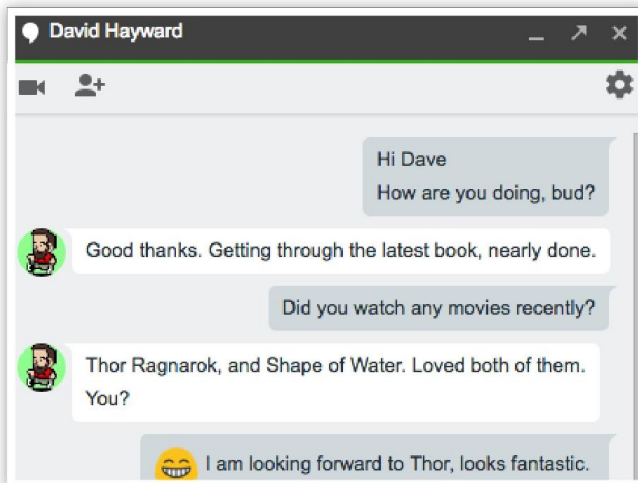 David Hayward
Hi Dave
How are you doing, bud?
Good thanks. Getting through the latest book, nearly done.
Did you watch any movies recently?
Thor Ragnarok, and Shape of Water. Loved both of them.
You?
I am looking forward to Thor, looks fantastic.